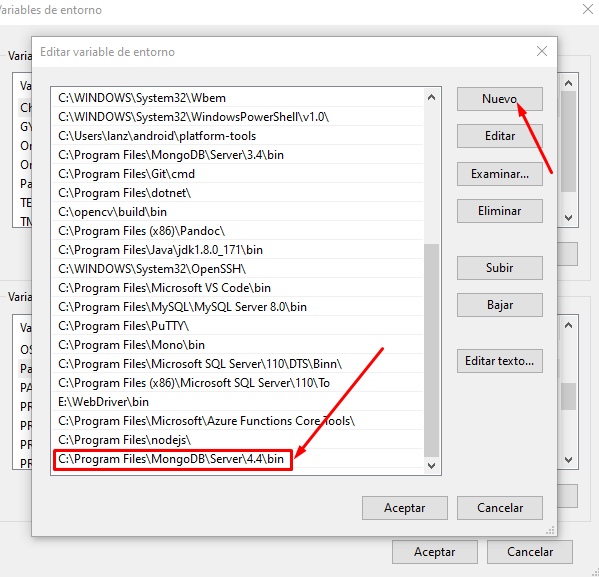 Variables de entorno
Editar variable de entorno
Varia
Va
Ch
GY
On
On
Pa
TE
TM
Varia
Va
OS
Pa
PA
PR
PR
PR
PR
C:\WINDOWS\System32\Wbem
C:\WINDOWS\System32\WindowsPowerShell\v1.0\
C:\Users\lanz\android\platform-tools
C:\Program Files\MongoDB\Server\3.4\bin
C:\Program Files\Git\cmd
C:\Program Files\dotnet\
C:\opencv\build\bin
C:\Program Files (x86)\Pandoc\
C:\Program Files\Java\jdk1.8.0_171\bin
C:\WINDOWS\System32\OpenSSH\
C:\Program Files\Microsoft VS Code\bin
C:\Program Files\MySQL\MySQL Server 8.0\bin
C:\Program Files\PuTTY\
C:\Program Files\Mono\bin
C:\Program Files\Microsoft SQL Server\110\DTS\Binn\
C:\Program Files (x86)\Microsoft SQL Server\110\To
E:\WebDriver\bin
C:\Program Files\Microsoft\Azure Functions Core Tools\
C:\Program Files\nodejs\
C:\Program Files\MongoDB\Server\4.4\bin
Nuevo
Editar
Examinar...
Eliminar
Subir
Bajar
Editar texto...
Aceptar
Cancelar
Aceptar
Cancelar